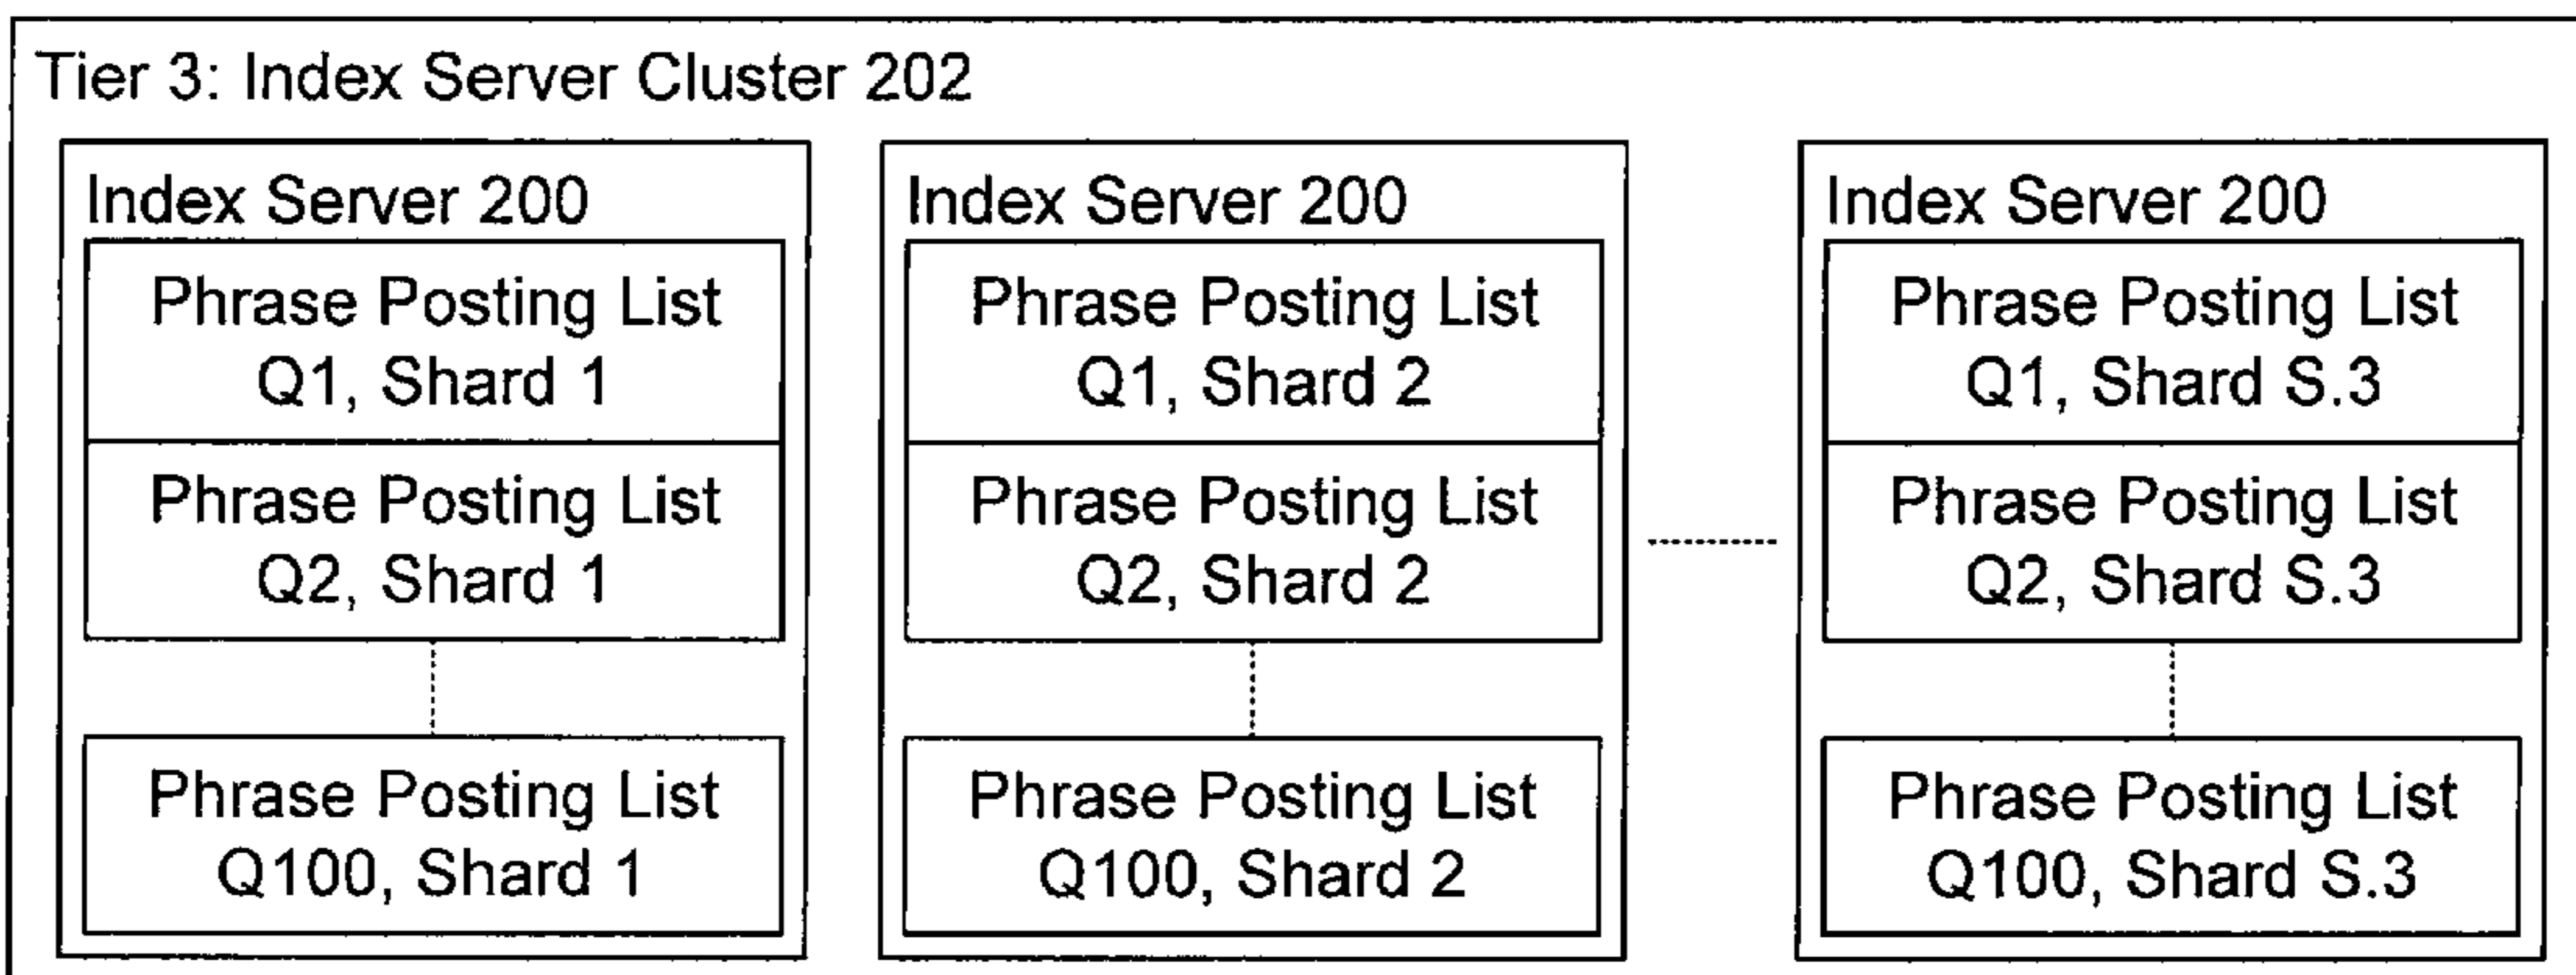 Tier 3: Index Server Cluster 202
Index Server 200
Phrase Posting List
Q1, Shard 1
Phrase Posting List
Q2, Shard 1
Phrase Posting List
Q100, Shard 1
Index Server 200
Phrase Posting List
Q1, Shard 2
Phrase Posting List
Q2, Shard 2
Phrase Posting List
Q100, Shard 2
Index Server 200
Phrase Posting List
Q1, Shard S.3
Phrase Posting List
Q2, Shard S.3
Phrase Posting List
Q100, Shard S.3